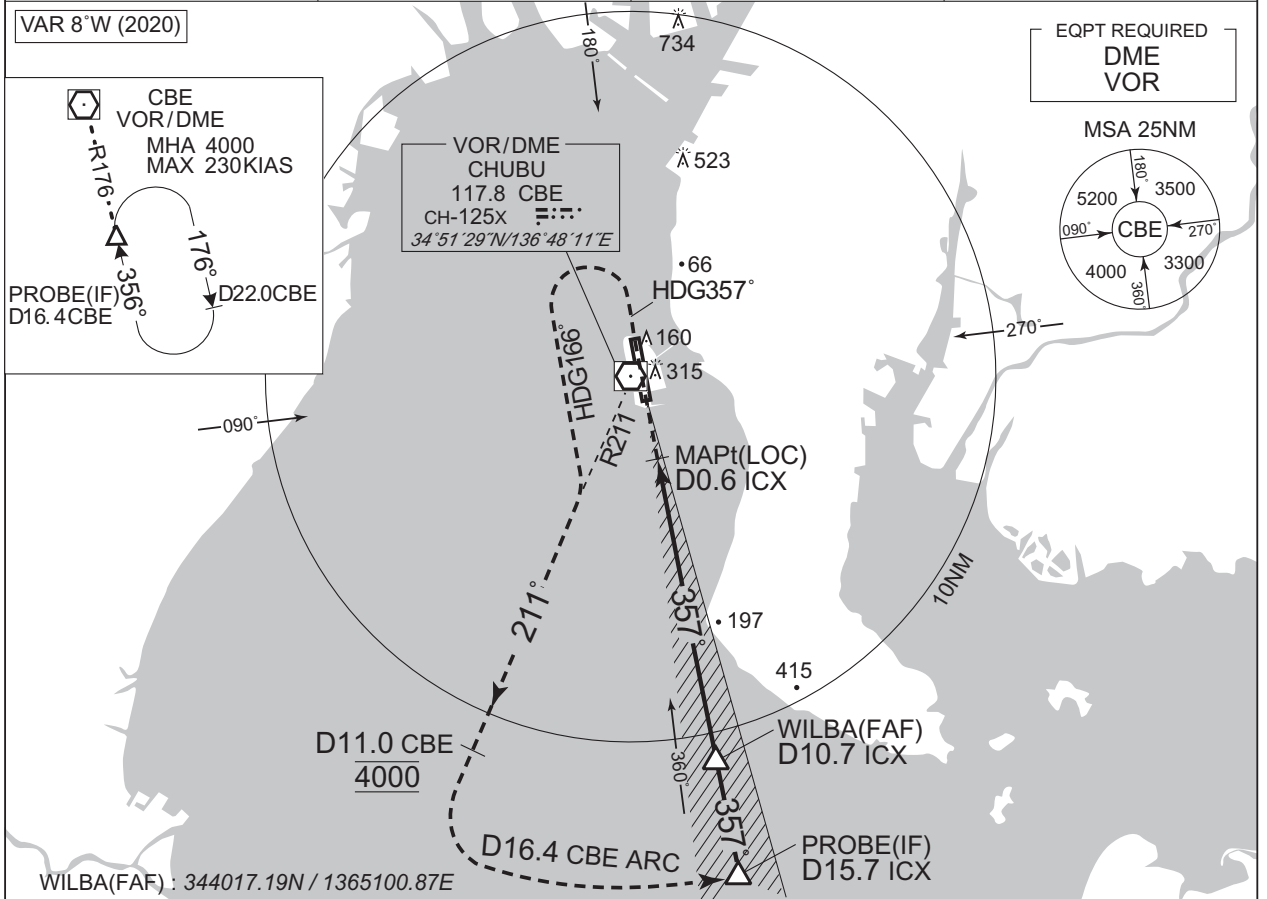 VAR 8°W (2020)
180°
734
EQPT REQUIRED
DME
VOR
CBE
VOR/DME
MHA 4000
MAX 230KIAS
R176
176°
356°
PROBE(IF)
D16.4CBE
D22.0CBE
VOR/DME
CHUBU
117.8 CBE
CH-125X
34°51′29″N/136°48′11″E
523
MSA 25NM
180°
5200
3500
090°
CBE
270°
4000
3300
360°
66
HDG357°
160
315
270°
HDG166°
090°
R211
MAPt(LOC)
D0.6 ICX
10NM
211°
357°
197
415
D11.0 CBE
4000
360°
WILBA(FAF)
D10.7 ICX
357°
D16.4 CBE ARC
PROBE(IF)
D15.7 ICX
WILBA(FAF) : 344017.19N / 1365100.87E